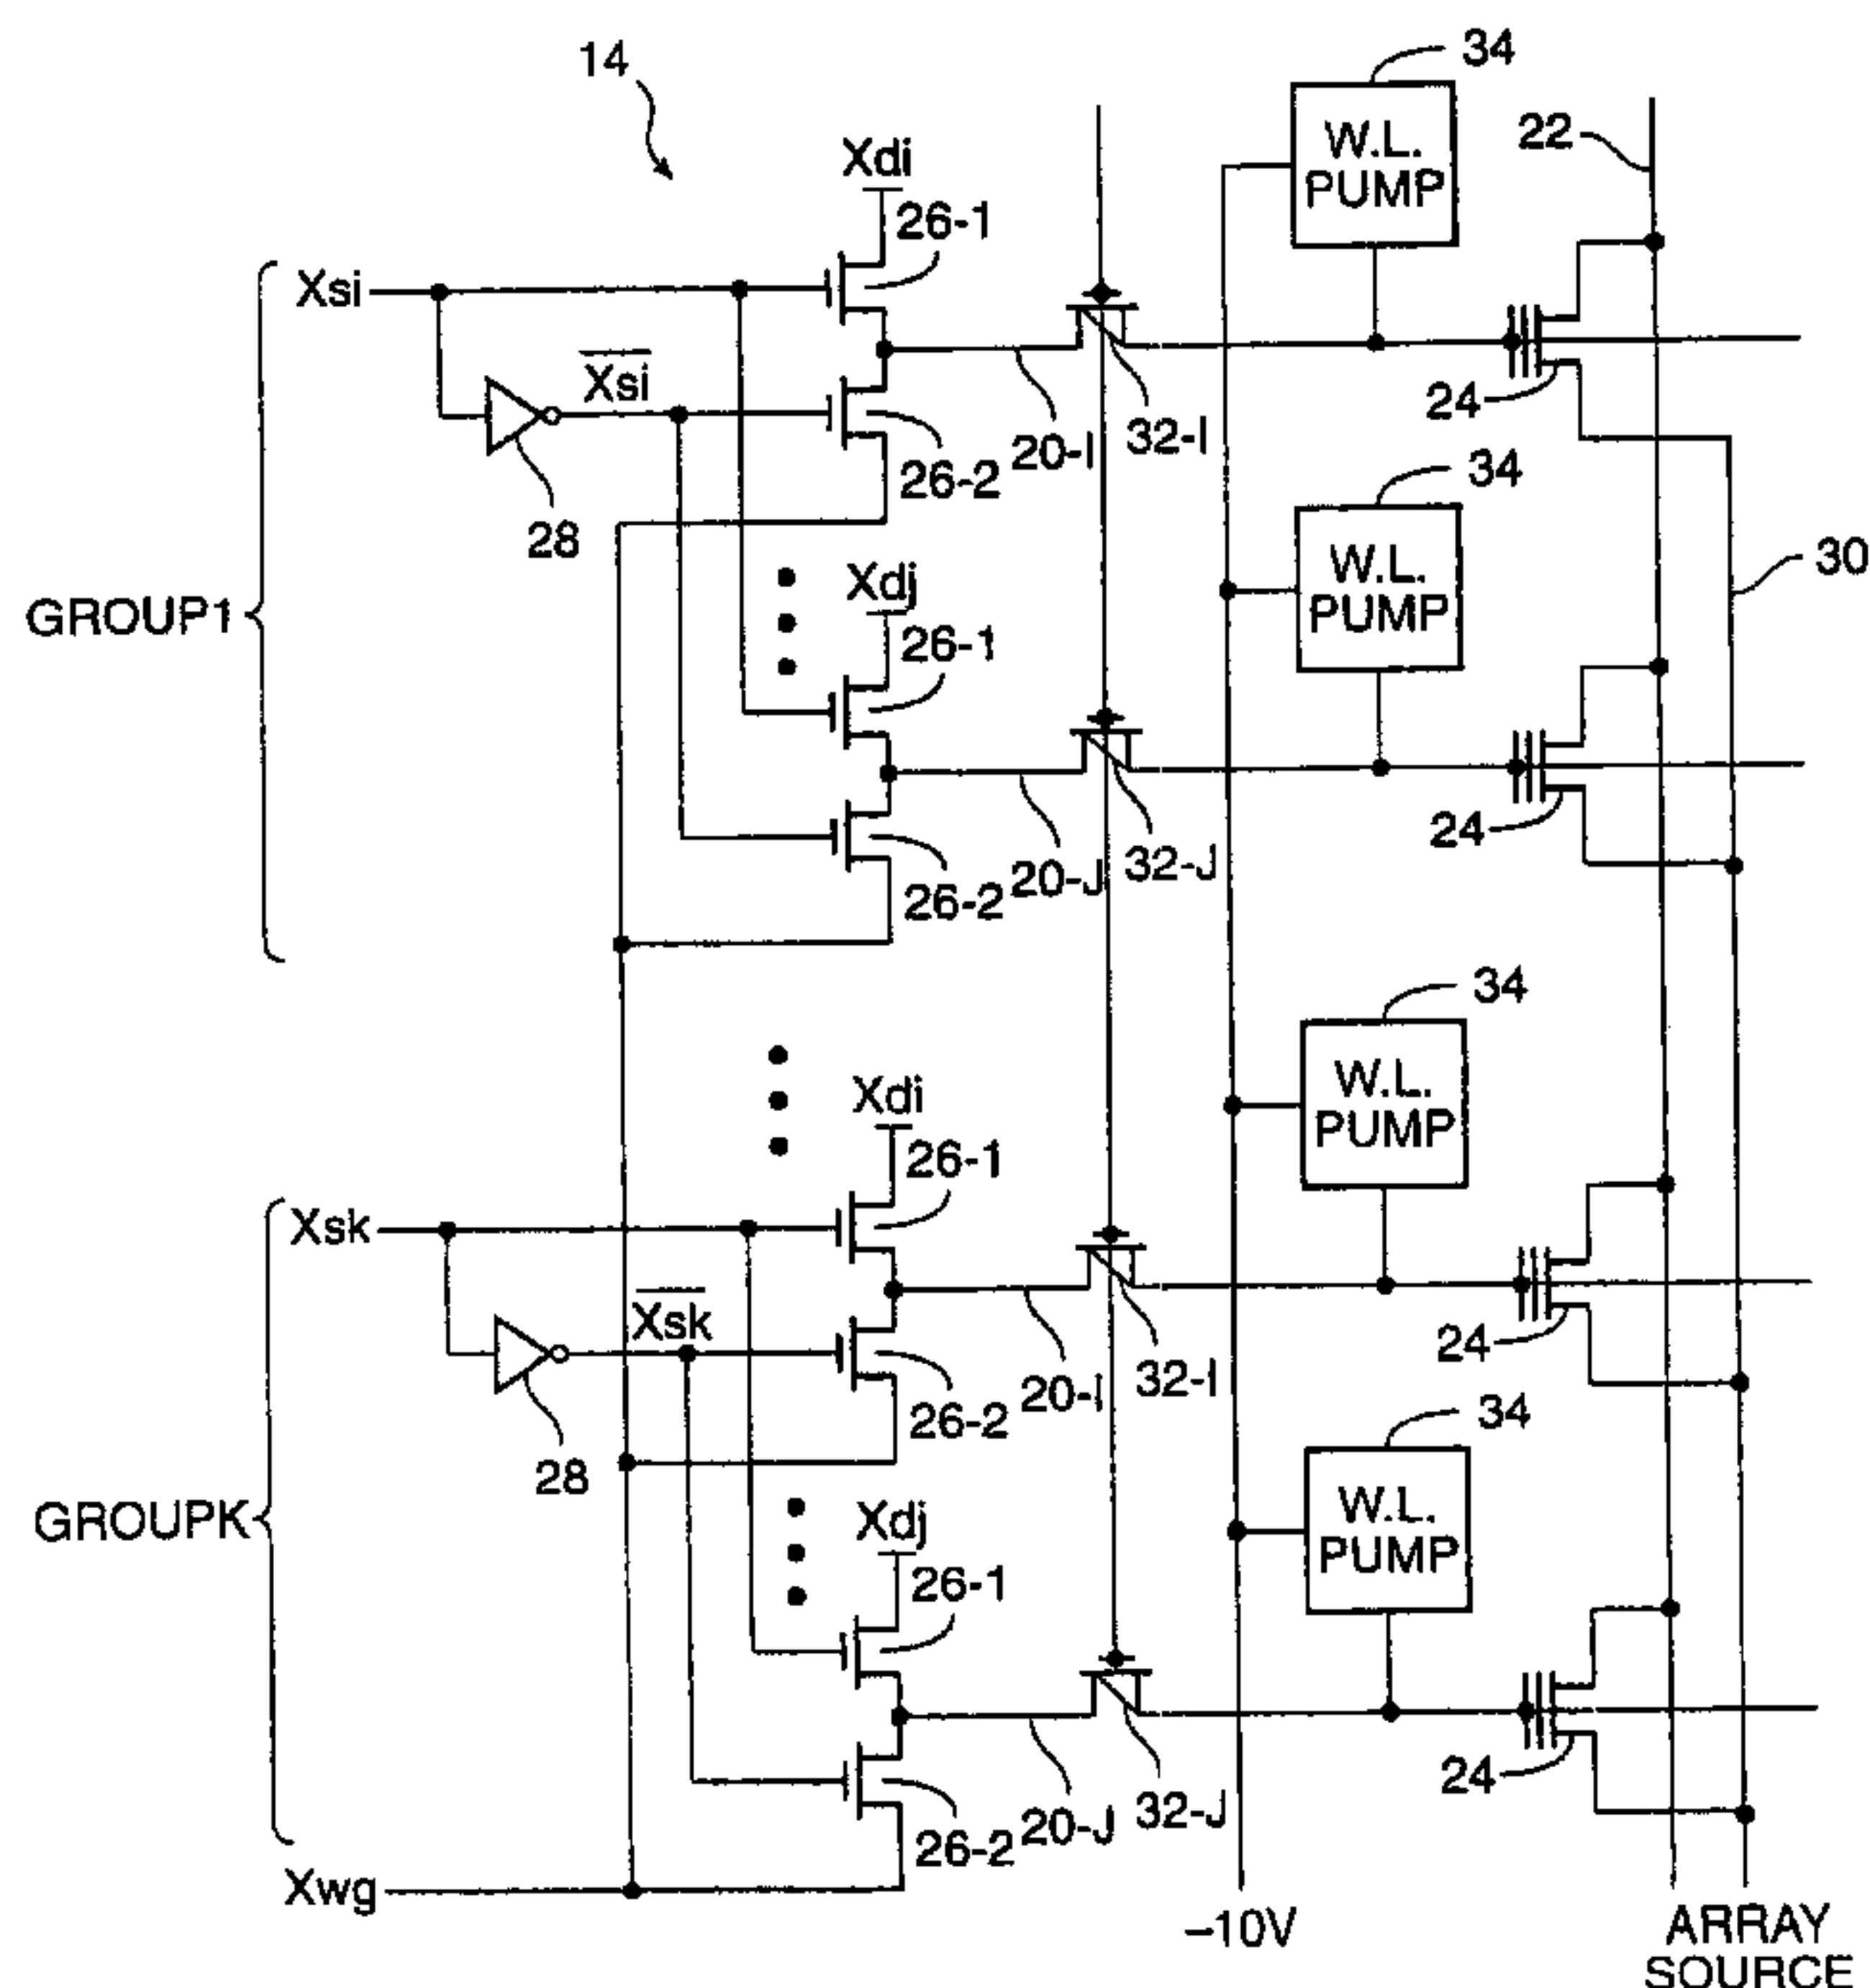 14
34
W.L.
PUMP
22
Xdi
26-1
Xsi
Xsi
24
20-I
32-I
26-2
28
34
W.L.
PUMP
30
Xdj
26-1
GROUP1
24
20-J
32-J
26-2
34
W.L.
PUMP
Xdi
26-1
Xsk
Xsk
24
20-I
32-I
26-2
28
34
W.L.
PUMP
Xdj
26-1
GROUPK
24
20-J
32-J
26-2
Xwg
–10V
ARRAY
SOURCE